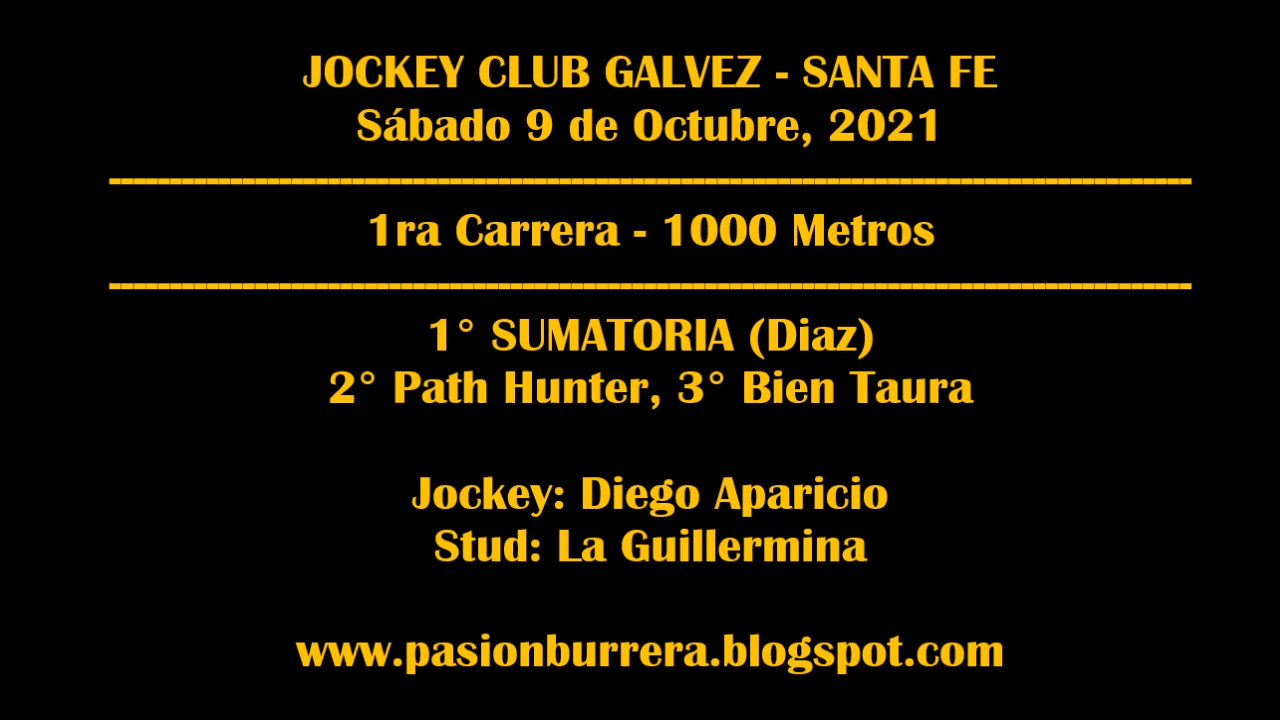 JOCKEY CLUB GALVEZ - SANTA FE
Sábado 9 de Octubre, 2021
1ra Carrera - 1000 Metros
1° SUMATORIA (Diaz)
2° Path Hunter, 3° Bien Taura
Jockey: Diego Aparicio
Stud: La Guillermina
www.pasionburrera.blogspot.com